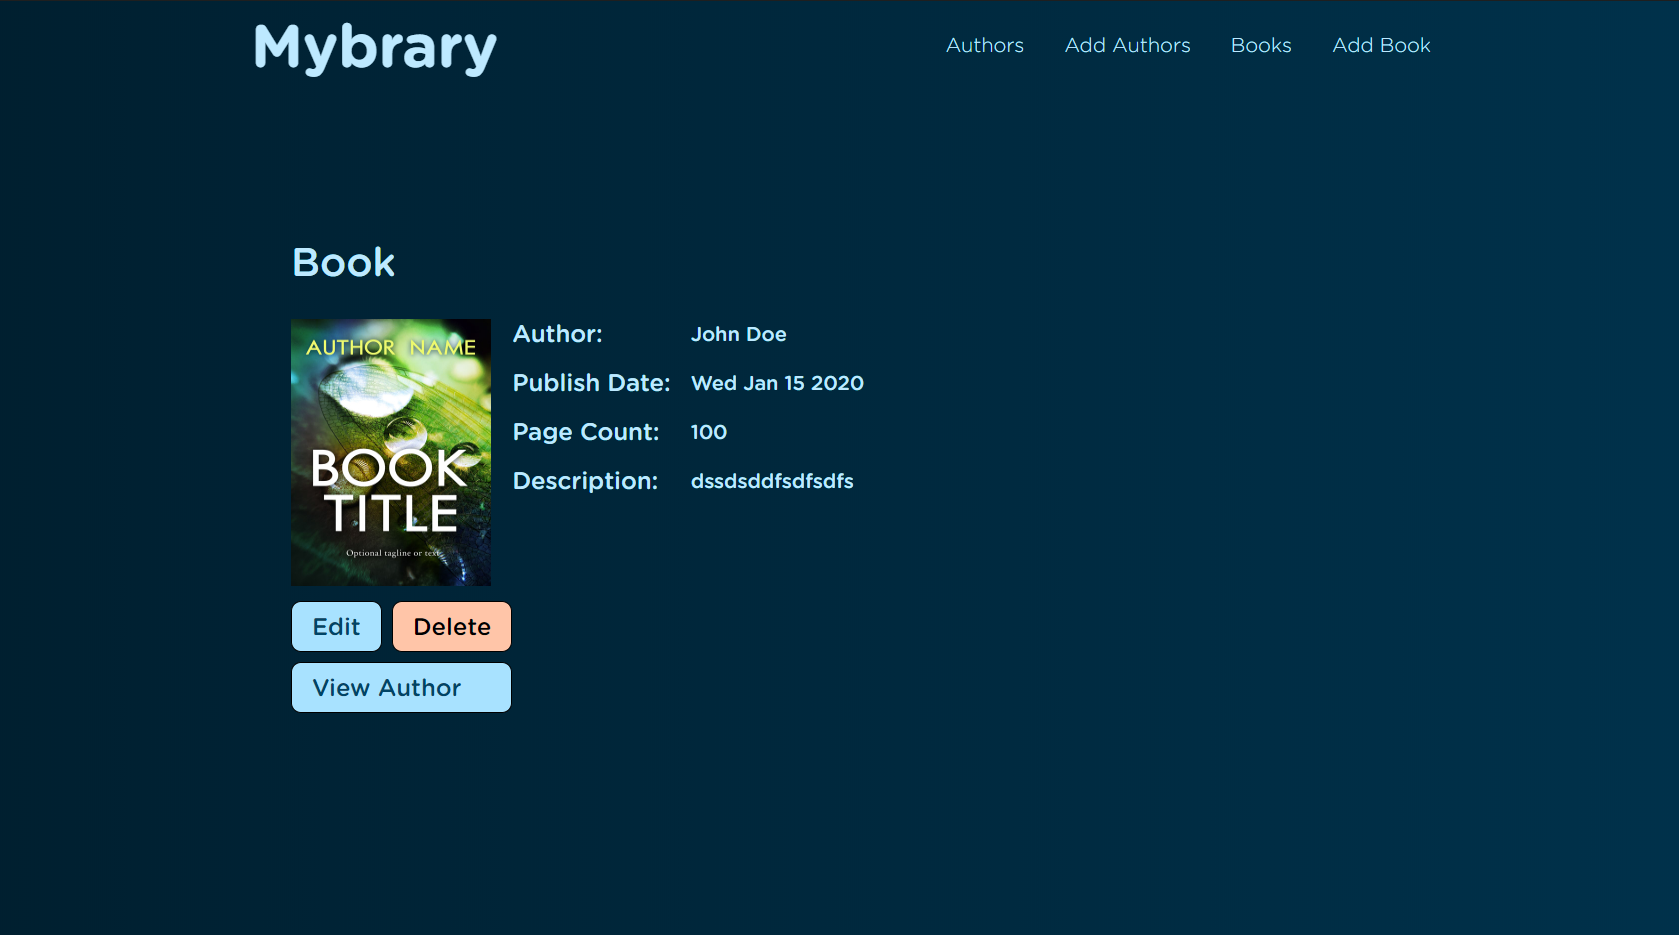 Mybrary
Authors
Add Authors
Books
Add Book
Book
AUTHOR NAME
BOOK
TITLE
Optional tagline or text
Author: John Doe
Publish Date: Wed Jan 15 2020
Page Count: 100
Description: dssdsddfsdfsdfs
Edit
Delete
View Author